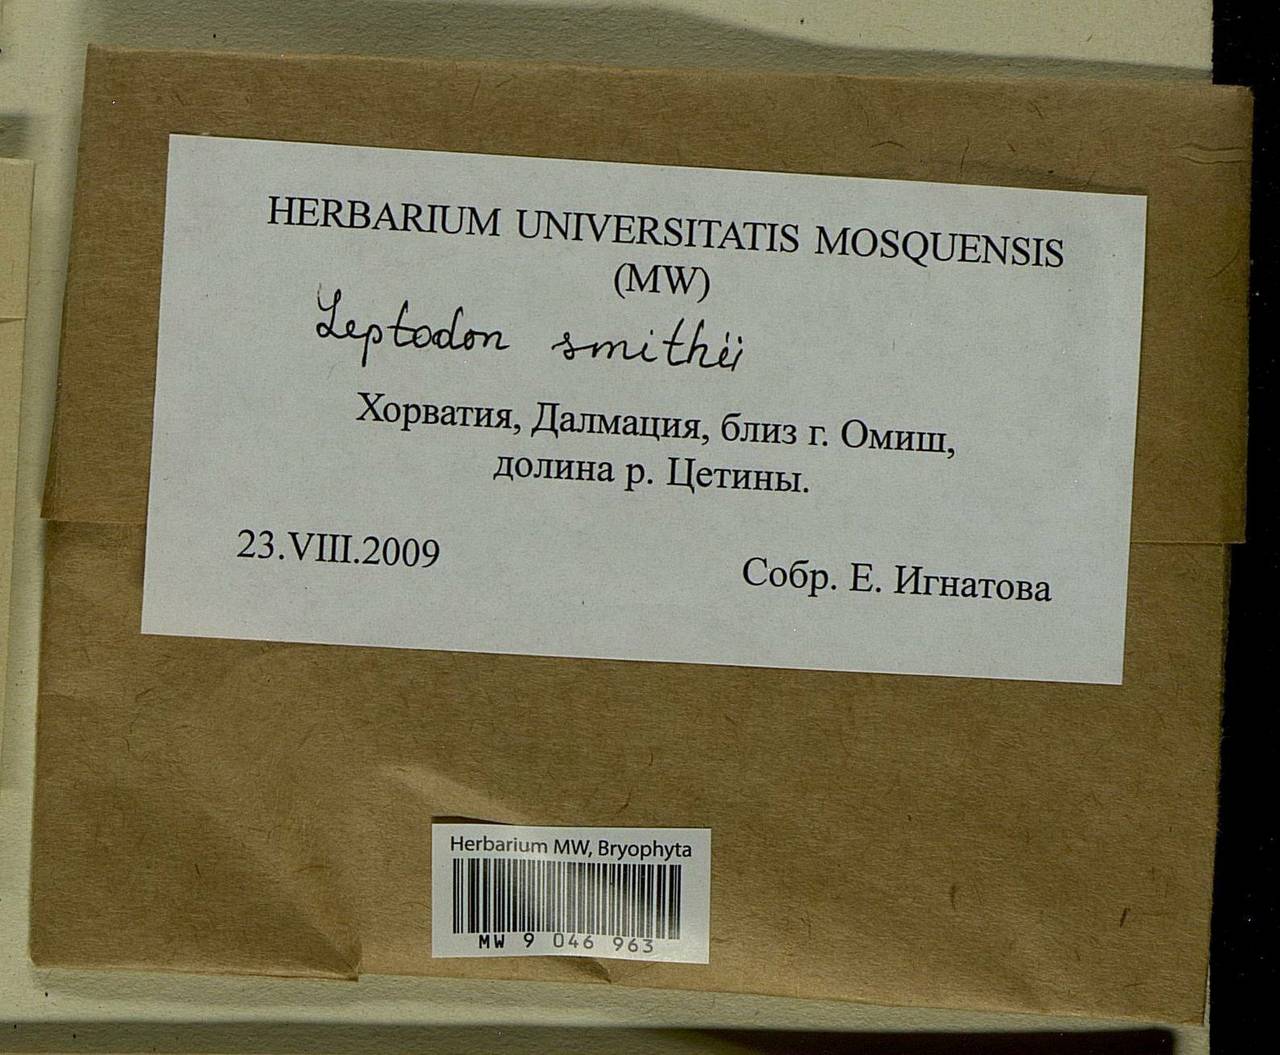 HERBARIUM UNIVERSITATIS MOSQUENSIS
(MW)
Leptodon smithii
Хорватия, Далмация, близ г. Омиш,
долина р. Цетины.
23.VIII.2009 Собр. Е. Игнатова
Herbarium MW, Bryophyta
MW 9 046 963